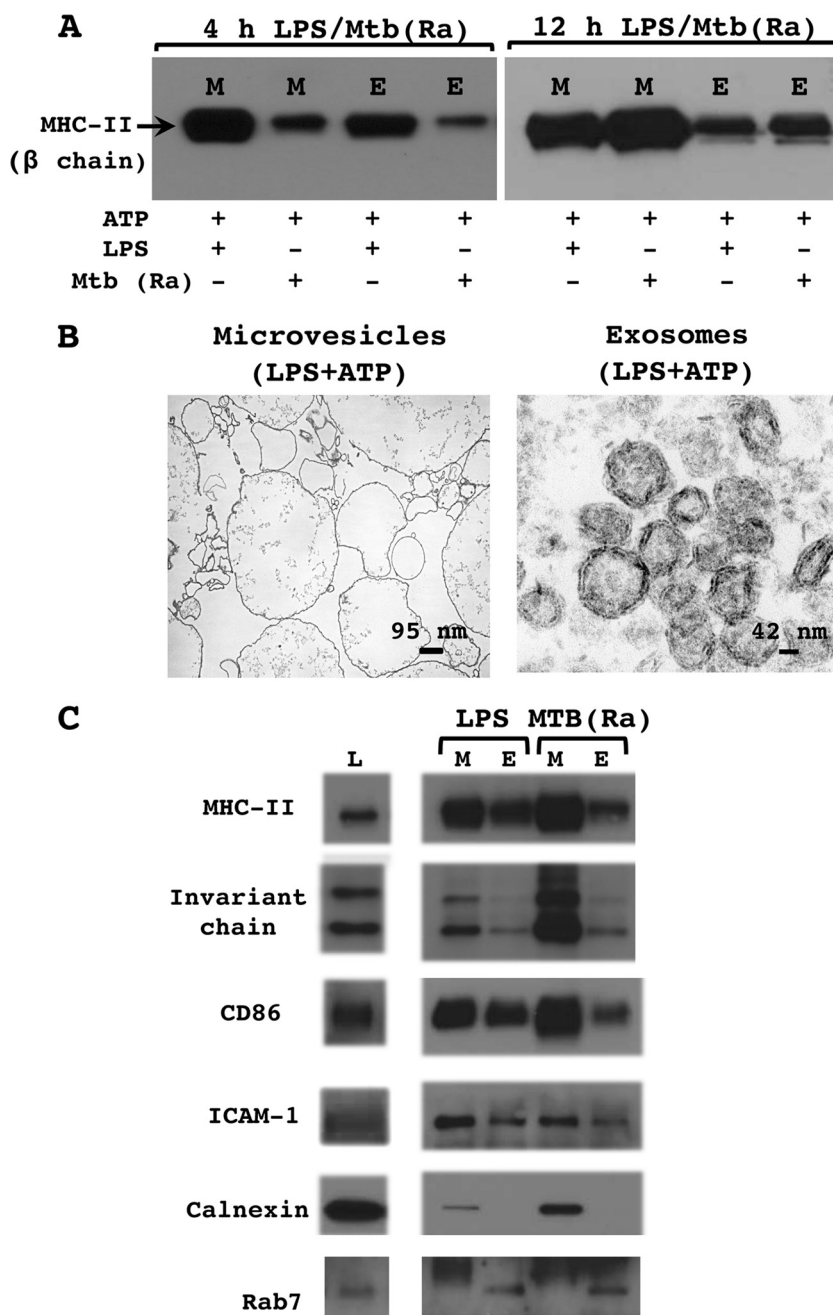 A
4 h LPS/Mtb(Ra)
12 h LPS/Mtb(Ra)
M M E E M M E E
MHC-II
(β chain)
ATP + + + + + + + +
LPS + - + - + - + -
Mtb (Ra) - + - + - + - +
B
Microvesicles
(LPS+ATP)
Exosomes
(LPS+ATP)
95 nm
42 nm
C
LPS MTB(Ra)
L M E M E
MHC-II
Invariant
chain
CD86
ICAM-1
Calnexin
Rab7